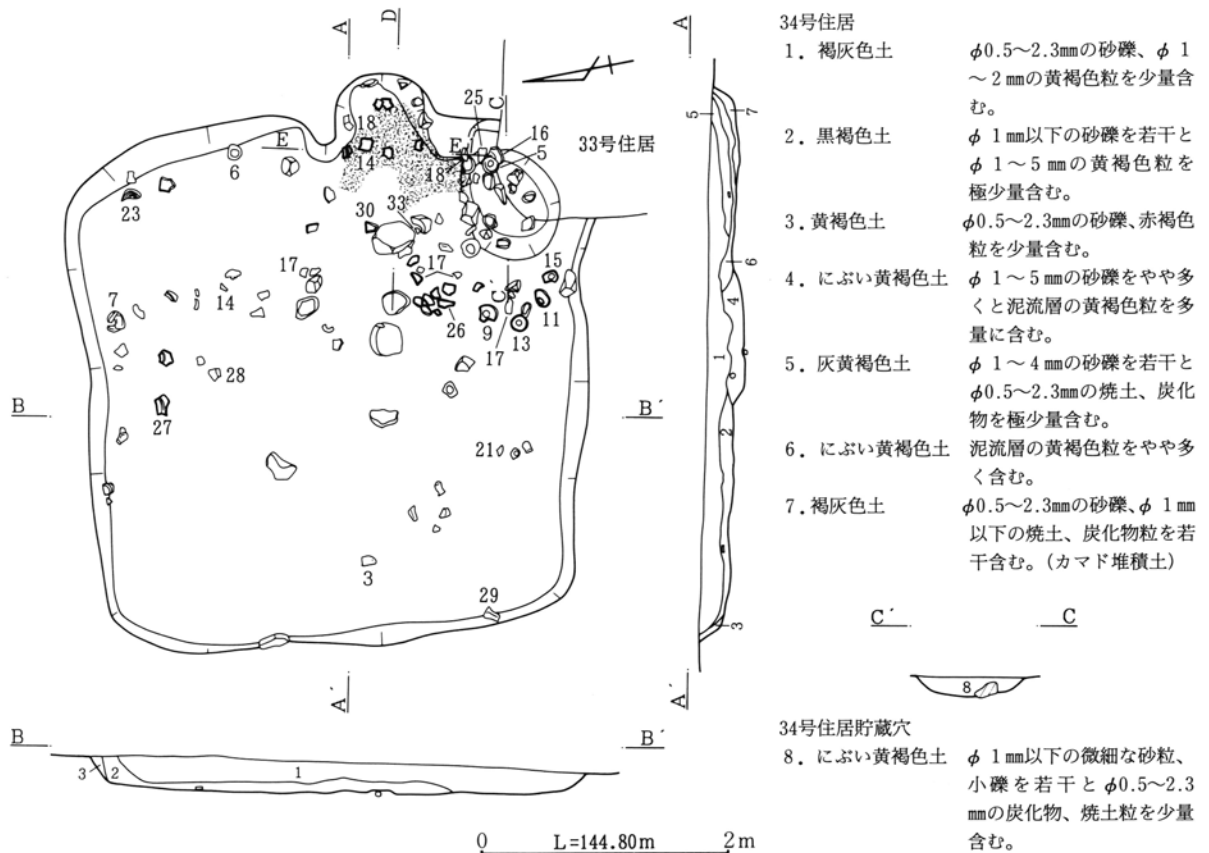 A
D
C
25
16
5
33号住居
18
E
E´
14
18
6
23
30
33
17
17
15
7
14
C´
26
9
11
13
17
28
27
B
B´
21
3
29
A´
B
B´
3
2
1
0
L=144.80m
2m
A
5
7
6
4
1
2
3
A´
34号住居
1．褐灰色土 φ0.5～2.3㎜の砂礫、φ 1
～ 2 ㎜の黄褐色粒を少量含
む。
2．黒褐色土 φ 1㎜以下の砂礫を若干と
φ 1～ 5 ㎜の黄褐色粒を
極少量含む。
3．黄褐色土 φ0.5～2.3㎜の砂礫、赤褐色
粒を少量含む。
4．にぶい黄褐色土 φ 1～5㎜の砂礫をやや多
くと泥流層の黄褐色粒を多
量に含む。
5．灰黄褐色土 φ 1～4㎜の砂礫を若干と
φ0.5～2.3㎜の焼土、炭化
物を極少量含む。
6．にぶい黄褐色土 泥流層の黄褐色粒をやや多
く含む。
7．褐灰色土 φ0.5～2.3㎜の砂礫、φ 1㎜
以下の焼土、炭化物粒を若
干含む。(カマド堆積土)
C´ C
8
34号住居貯蔵穴
8．にぶい黄褐色土 φ 1㎜以下の微細な砂粒、
小礫を若干とφ0.5～2.3
㎜の炭化物、焼土粒を少量
含む。